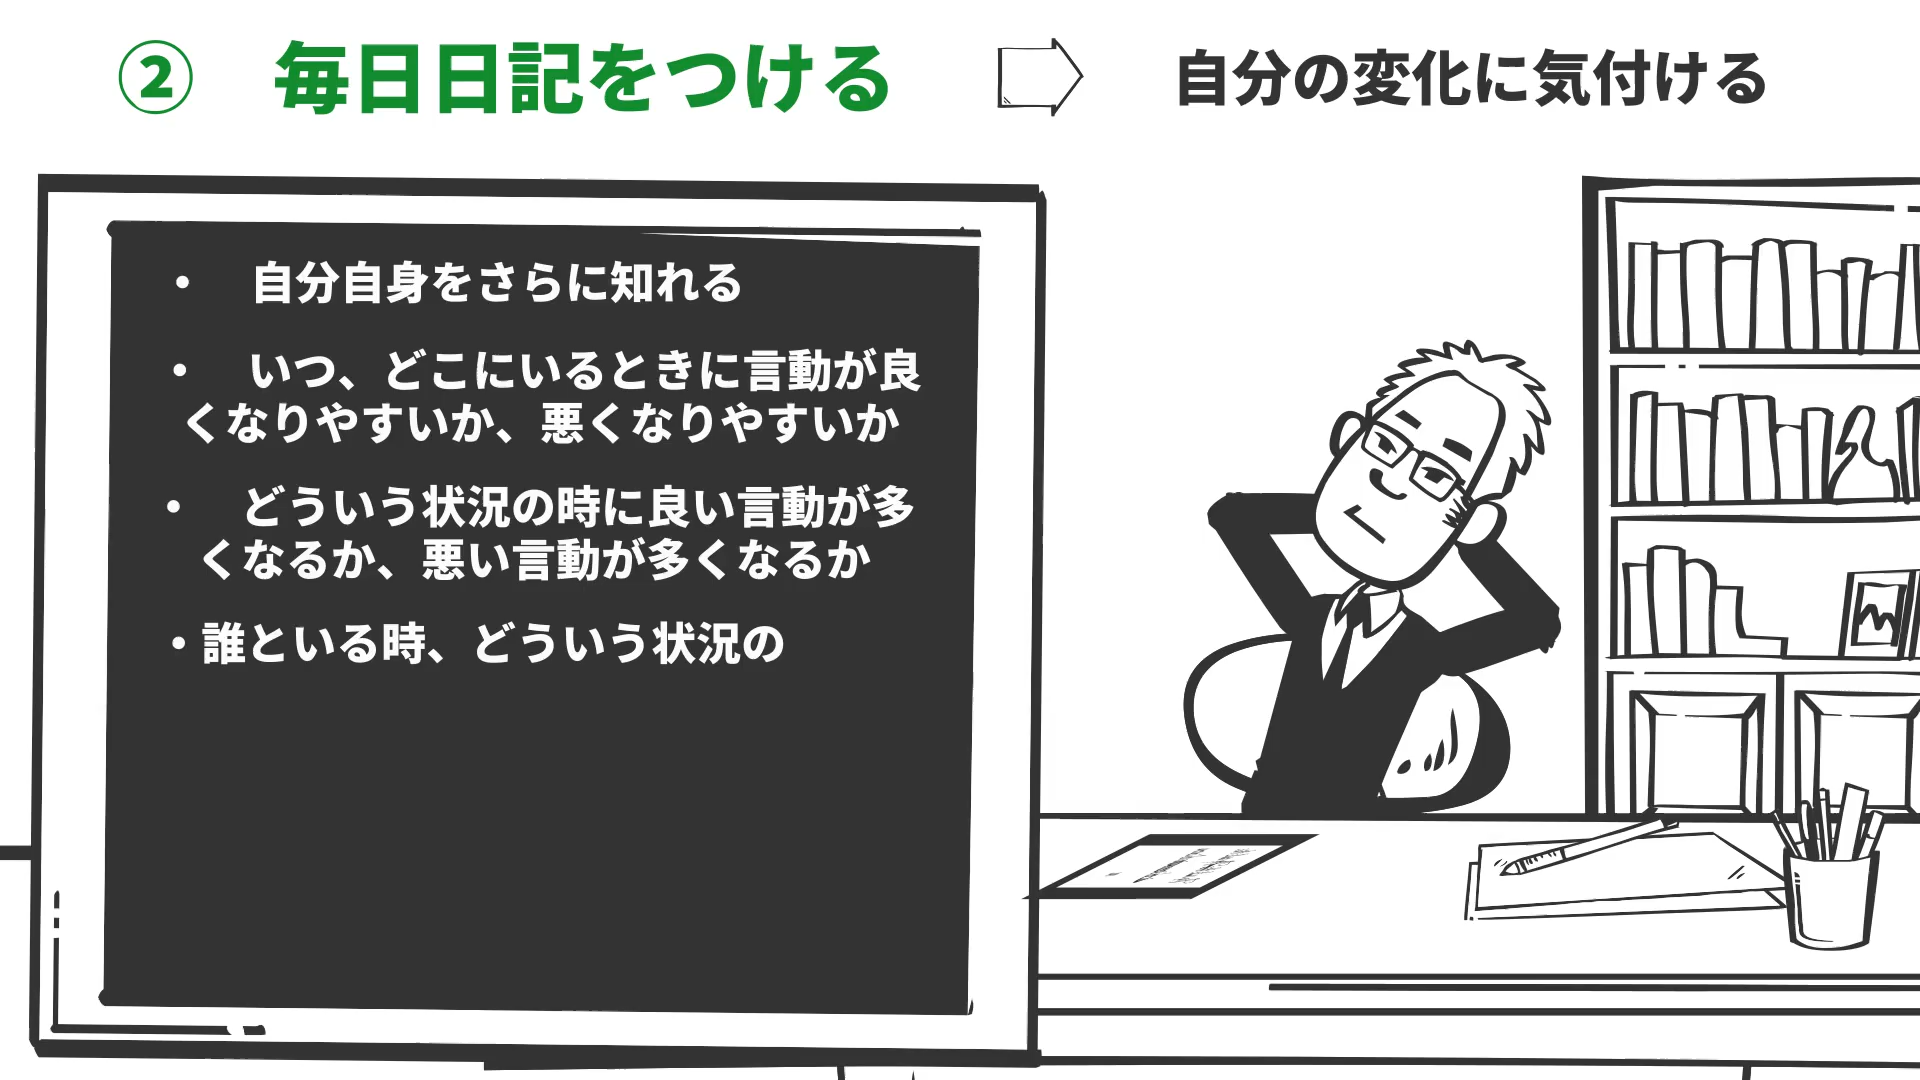 ② 毎日日記をつける 自分の変化に気付ける
• 自分自身をさらに知れる
• いつ、どこにいるときに言動が良
くなりやすいか、悪くなりやすいか
• どういう状況の時に良い言動が多
くなるか、悪い言動が多くなるか
• 誰といる時、どういう状況の